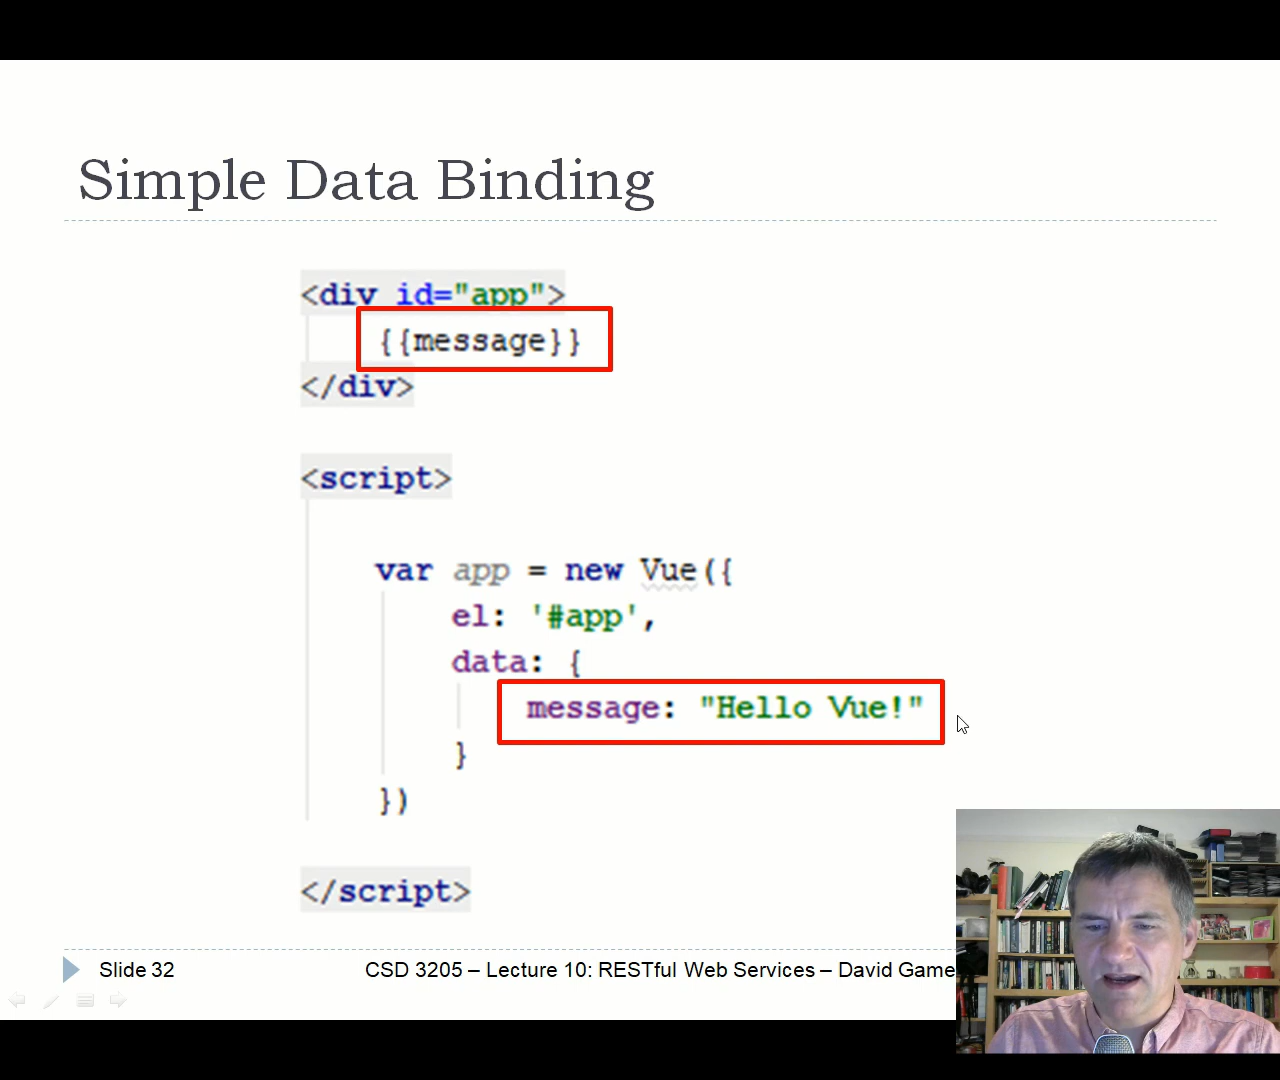 Simple Data Binding
<div id="app">
{{message}}
</div>
<script>
var app = new Vue({
el: '#app',
data: {
message: "Hello Vue!"
}
})
</script>
Slide 32
CSD 3205 – Lecture 10: RESTful Web Services – David Game